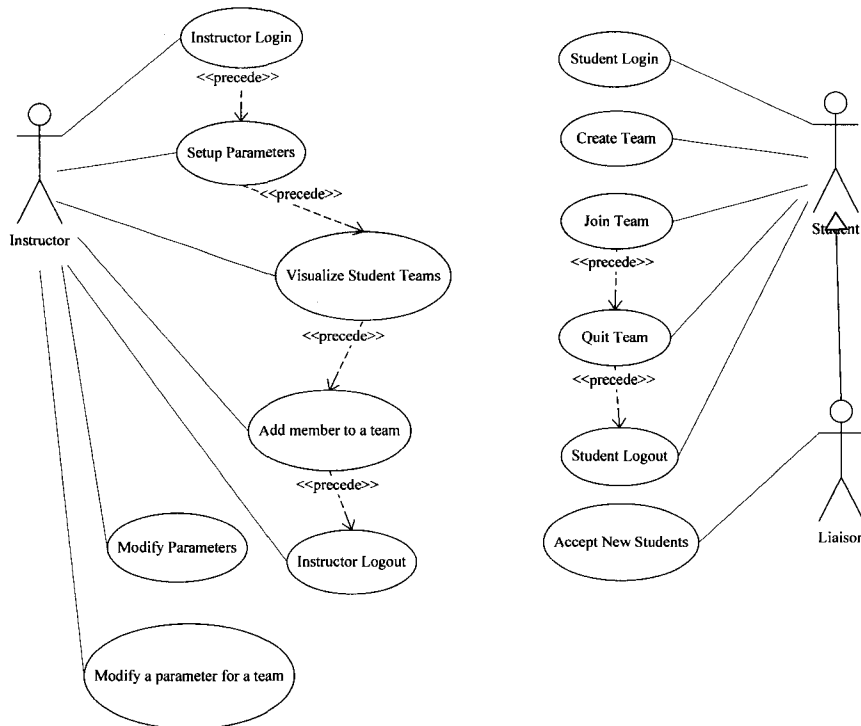 Instructor Login
<<precede>>
Setup Parameters
<<precede>>
Instructor
Visualize Student Teams
<<precede>>
Add member to a team
<<precede>>
Modify Parameters
Instructor Logout
Modify a parameter for a team
Student Login
Create Team
Join Team
Student
<<precede>>
Quit Team
<<precede>>
Student Logout
Accept New Students
Liaison